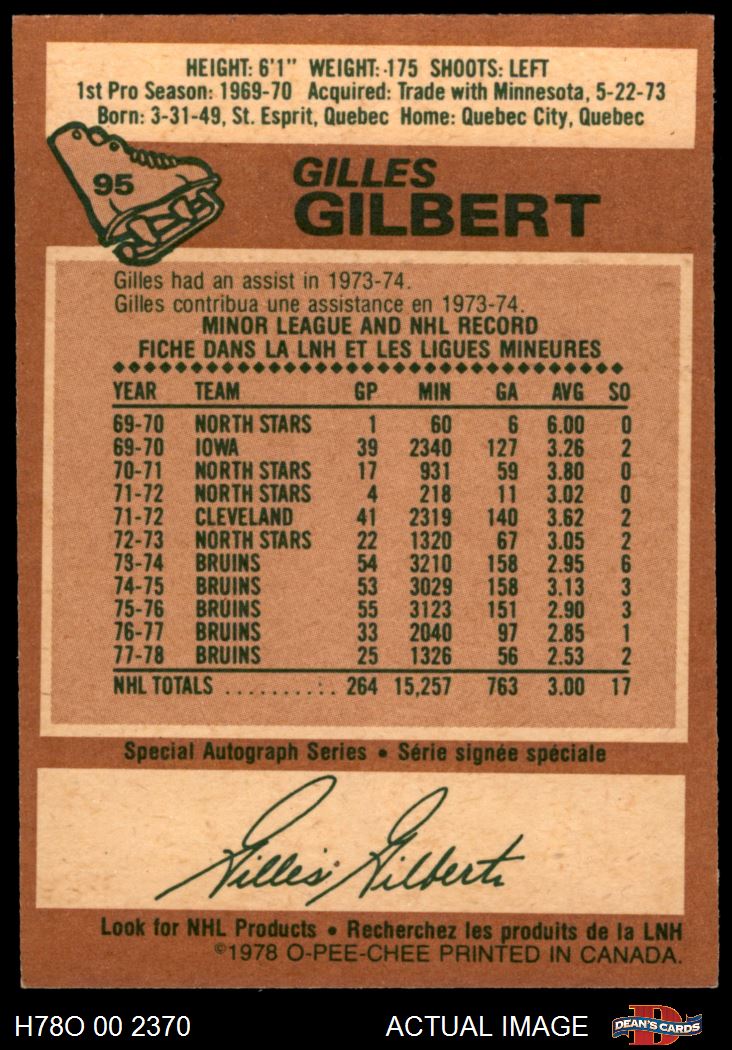 HEIGHT: 6'1" WEIGHT: 175 SHOOTS: LEFT
1st Pro Season: 1969-70 Acquired: Trade with Minnesota, 5-22-73
Born: 3-31-49, St. Esprit, Quebec Home: Quebec City, Quebec
95
GILLES
GILBERT
Gilles had an assist in 1973-74.
Gilles contribua une assistance en 1973-74.
MINOR LEAGUE AND NHL RECORD
FICHE DANS LA LNH ET LES LIGUES MINEURES
YEAR TEAM GP MIN GA AVG SO
69-70 NORTH STARS 1 60 6 6.00 0
69-70 IOWA 39 2340 127 3.26 2
70-71 NORTH STARS 17 931 59 3.80 0
71-72 NORTH STARS 4 218 11 3.02 0
71-72 CLEVELAND 41 2319 140 3.62 2
72-73 NORTH STARS 22 1320 67 3.05 2
73-74 BRUINS 54 3210 158 2.95 6
74-75 BRUINS 53 3029 158 3.13 3
75-76 BRUINS 55 3123 151 2.90 3
76-77 BRUINS 33 2040 97 2.85 1
77-78 BRUINS 25 1326 56 2.53 2
NHL TOTALS .......... 264 15,257 763 3.00 17
Special Autograph Series • Série signée spéciale
Gilles Gilbert
Look for NHL Products • Recherchez les produits de la LNH
©1978 O-PEE-CHEE PRINTED IN CANADA.
H78O 00 2370 ACTUAL IMAGE D DEAN'S CARDS